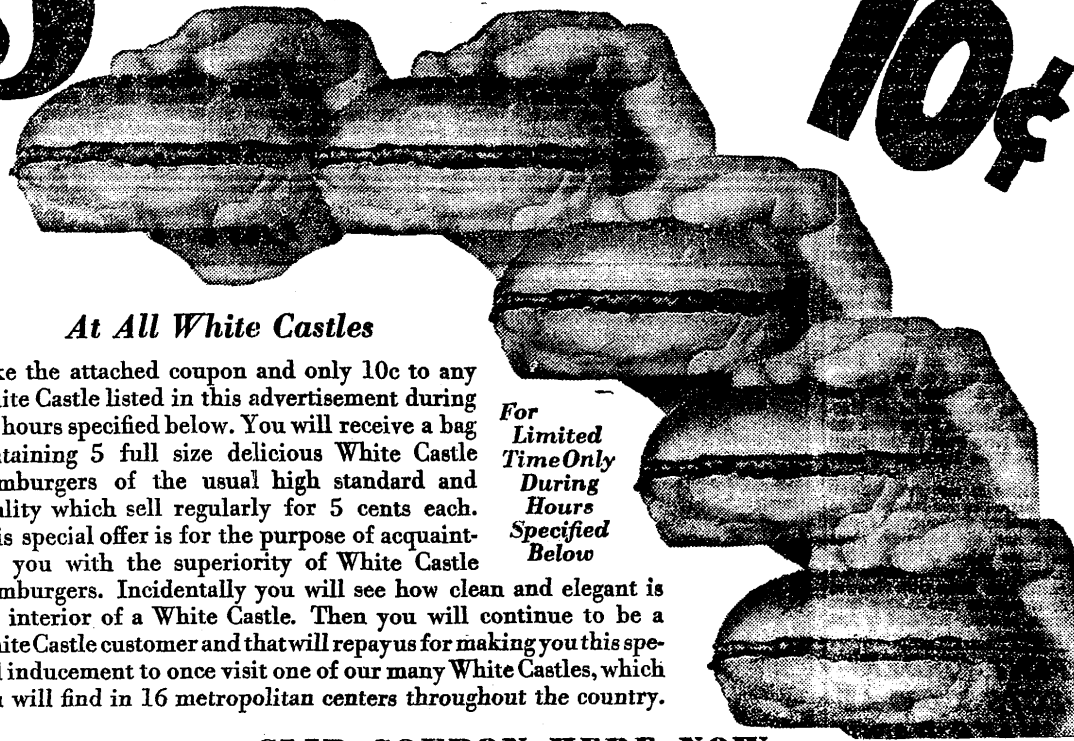 10¢
At All White Castles
ke the attached coupon and only 10c to any
ite Castle listed in this advertisement during
hours specified below. You will receive a bag
taining 5 full size delicious White Castle
mburgers of the usual high standard and
lity which sell regularly for 5 cents each.
is special offer is for the purpose of acquaint-
you with the superiority of White Castle
mburgers. Incidentally you will see how clean and elegant is
interior of a White Castle. Then you will continue to be a
ite Castle customer and that will repay us for making you this spe-
l inducement to once visit one of our many White Castles, which
u will find in 16 metropolitan centers throughout the country.
For
Limited
Time Only
During
Hours
Specified
Below
CLIP COUPON HERE NOW